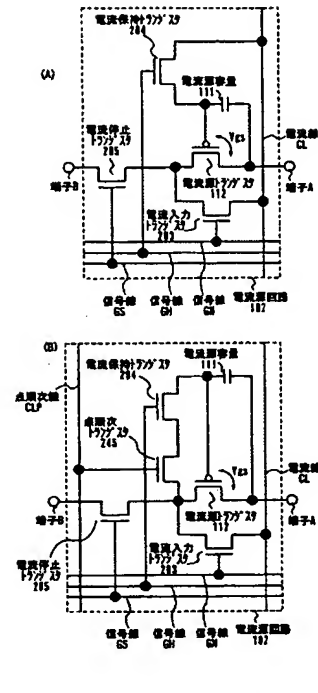 (A)
電流保持トランジスタ
204
電流源容量
111
電流停止
トランジスタ
205
Vgs
電流線
CL
端子B
端子A
電流源トランジスタ
112
電流入力
トランジスタ
203
信号線
GS
信号線
GH
信号線
GN
電流源回路
102
(B)
電流保持トランジスタ
204
電流源容量
111
点順次線
CLP
点順次
トランジスタ
245
Vgs
電流線
CL
端子B
端子A
電流源トランジスタ
112
電流入力
トランジスタ
203
電流停止
トランジスタ
205
信号線
GS
信号線
GH
信号線
GN
電流源回路
102